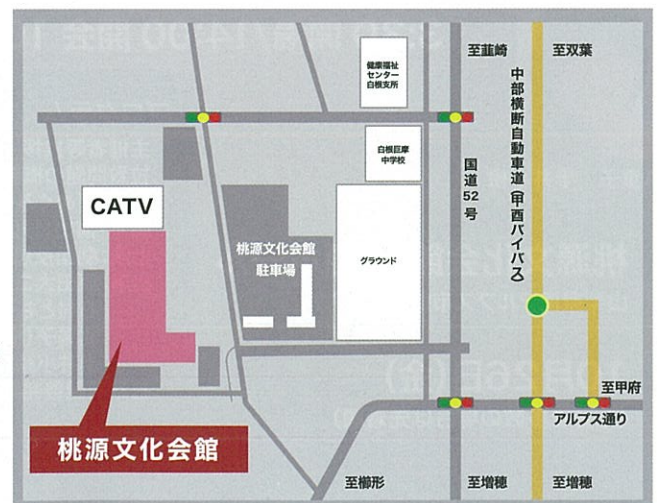 至韮崎
至双葉
健康福祉
センター
白根支所
中部横断自動車道(甲西バイパス)
白根巨摩
中学校
国道52号
CATV
桃源文化会館
駐車場
グラウンド
至甲府
アルプス通り
桃源文化会館
至櫛形
至増穂
至増穂